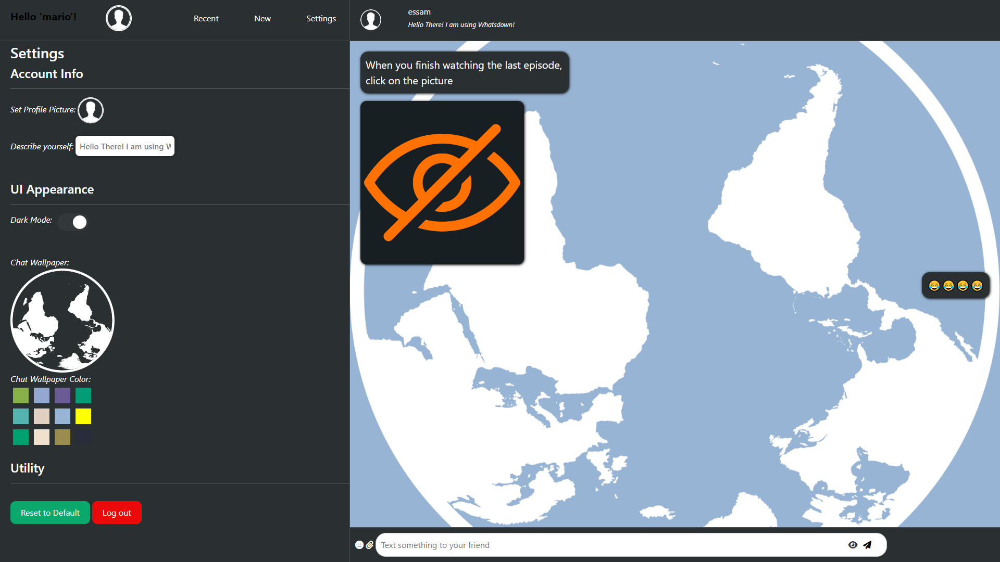 Hello 'mario'!
Recent
New
Settings
Settings
Account Info
Set Profile Picture:
Describe yourself:
Hello There! I am using W
UI Appearance
Dark Mode:
Chat Wallpaper:
Chat Wallpaper Color:
Utility
Reset to Default
Log out
essam
Hello There! I am using Whatsdown!
When you finish watching the last episode,
click on the picture
😂😂😂😂
Text something to your friend